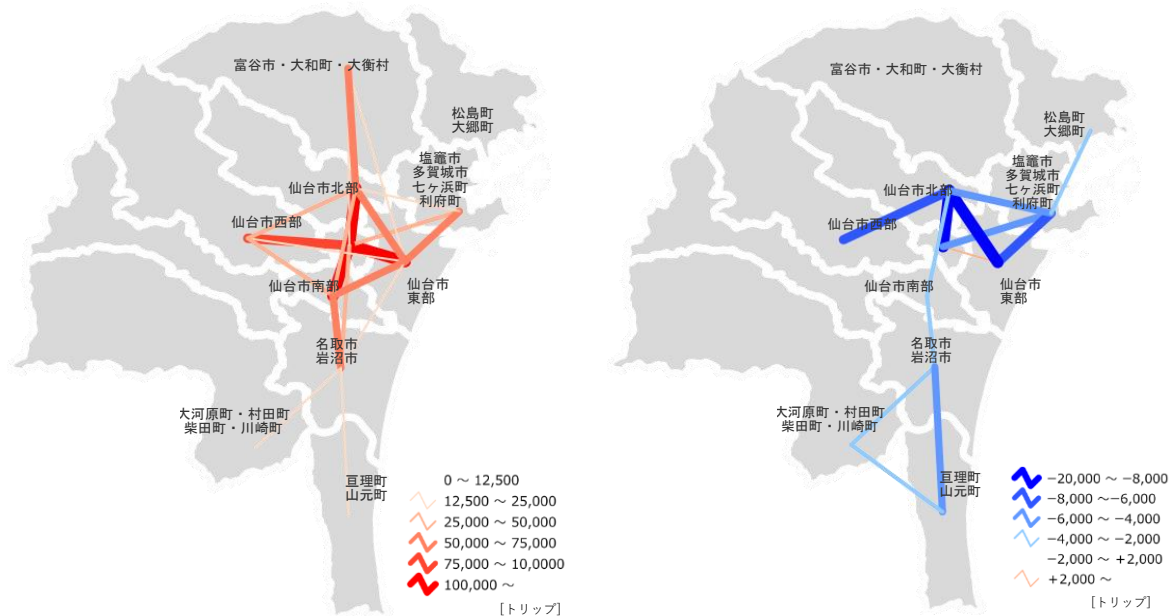 富谷市・大和町・大衡村
松島町
大郷町
塩竈市
多賀城市
七ヶ浜町
利府町
仙台市北部
仙台市西部
仙台市南部
仙台市
東部
名取市
岩沼市
大河原町・村田町
柴田町・川崎町
亘理町
山元町
0 ～ 12,500
12,500 ～ 25,000
25,000 ～ 50,000
50,000 ～ 75,000
75,000 ～ 10,0000
100,000 ～
[トリップ]
富谷市・大和町・大衡村
松島町
大郷町
塩竈市
多賀城市
七ヶ浜町
利府町
仙台市北部
仙台市西部
仙台市南部
仙台市
東部
名取市
岩沼市
大河原町・村田町
柴田町・川崎町
亘理町
山元町
−20,000 ～ −8,000
−8,000 ～−6,000
−6,000 ～ −4,000
−4,000 ～ −2,000
−2,000 ～ +2,000
+2,000 ～
[トリップ]